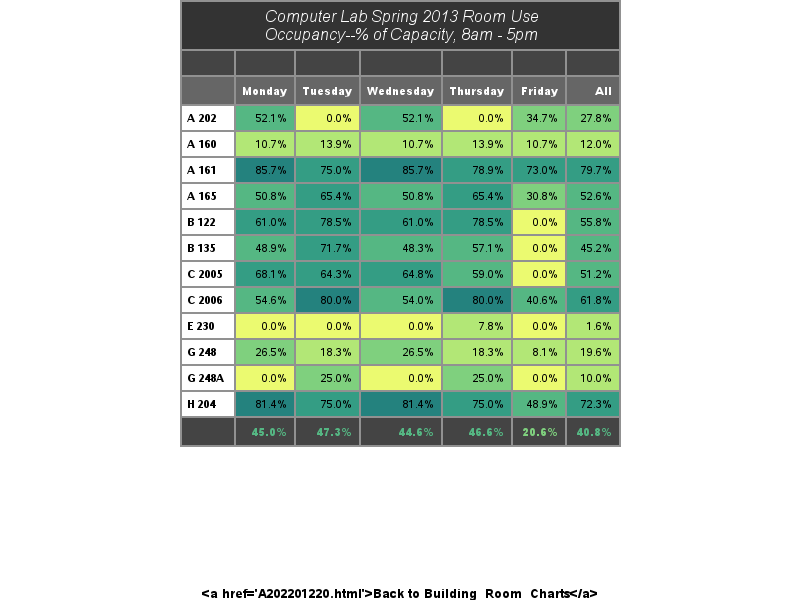 Computer Lab Spring 2013 Room Use
Occupancy--% of Capacity, 8am - 5pm
Monday Tuesday Wednesday Thursday Friday All
A 202 52.1% 0.0% 52.1% 0.0% 34.7% 27.8%
A 160 10.7% 13.9% 10.7% 13.9% 10.7% 12.0%
A 161 85.7% 75.0% 85.7% 78.9% 73.0% 79.7%
A 165 50.8% 65.4% 50.8% 65.4% 30.8% 52.6%
B 122 61.0% 78.5% 61.0% 78.5% 0.0% 55.8%
B 135 48.9% 71.7% 48.3% 57.1% 0.0% 45.2%
C 2005 68.1% 64.3% 64.8% 59.0% 0.0% 51.2%
C 2006 54.6% 80.0% 54.0% 80.0% 40.6% 61.8%
E 230 0.0% 0.0% 0.0% 7.8% 0.0% 1.6%
G 248 26.5% 18.3% 26.5% 18.3% 8.1% 19.6%
G 248A 0.0% 25.0% 0.0% 25.0% 0.0% 10.0%
H 204 81.4% 75.0% 81.4% 75.0% 48.9% 72.3%
45.0% 47.3% 44.6% 46.6% 20.6% 40.8%
<a href='A202201220.html'>Back to Building_Room_Charts</a>